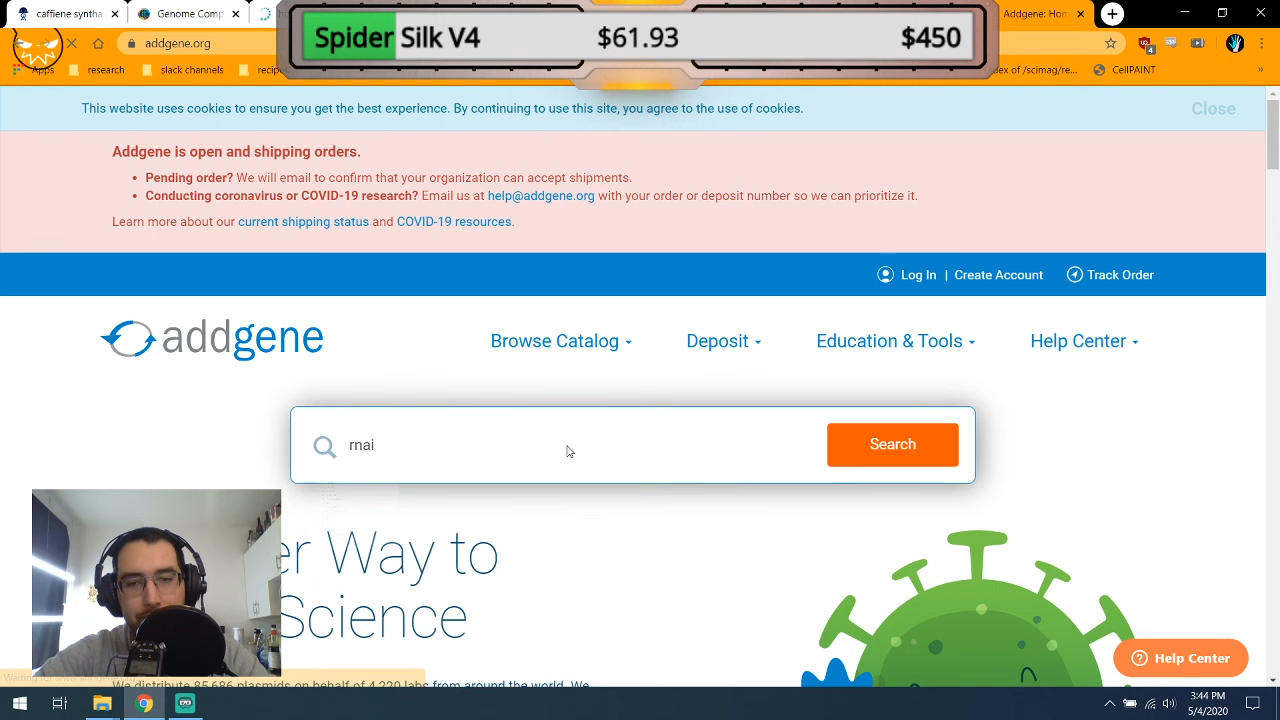 caffiene syntha
Genome compa
Addgene: Hom
Spider Silk V4 $61.93 $450
addgene.org
Apps research slack channels recip
dex of /scimag/re... CellPAINT
This website uses cookies to ensure you get the best experience. By continuing to use this site, you agree to the use of cookies. Close
Addgene is open and shipping orders.
Pending order? We will email to confirm that your organization can accept shipments.
Conducting coronavirus or COVID-19 research? Email us at help@addgene.org with your order or deposit number so we can prioritize it.
Learn more about our current shipping status and COVID-19 resources.
Log In | Create Account Track Order
addgene Browse Catalog Deposit Education & Tools Help Center
rnai Search
er Way to
Science
We distribute 85,686 plasmids on behalf of 4,220 labs from around the world. We
Help Center
3:44 PM
5/4/2020